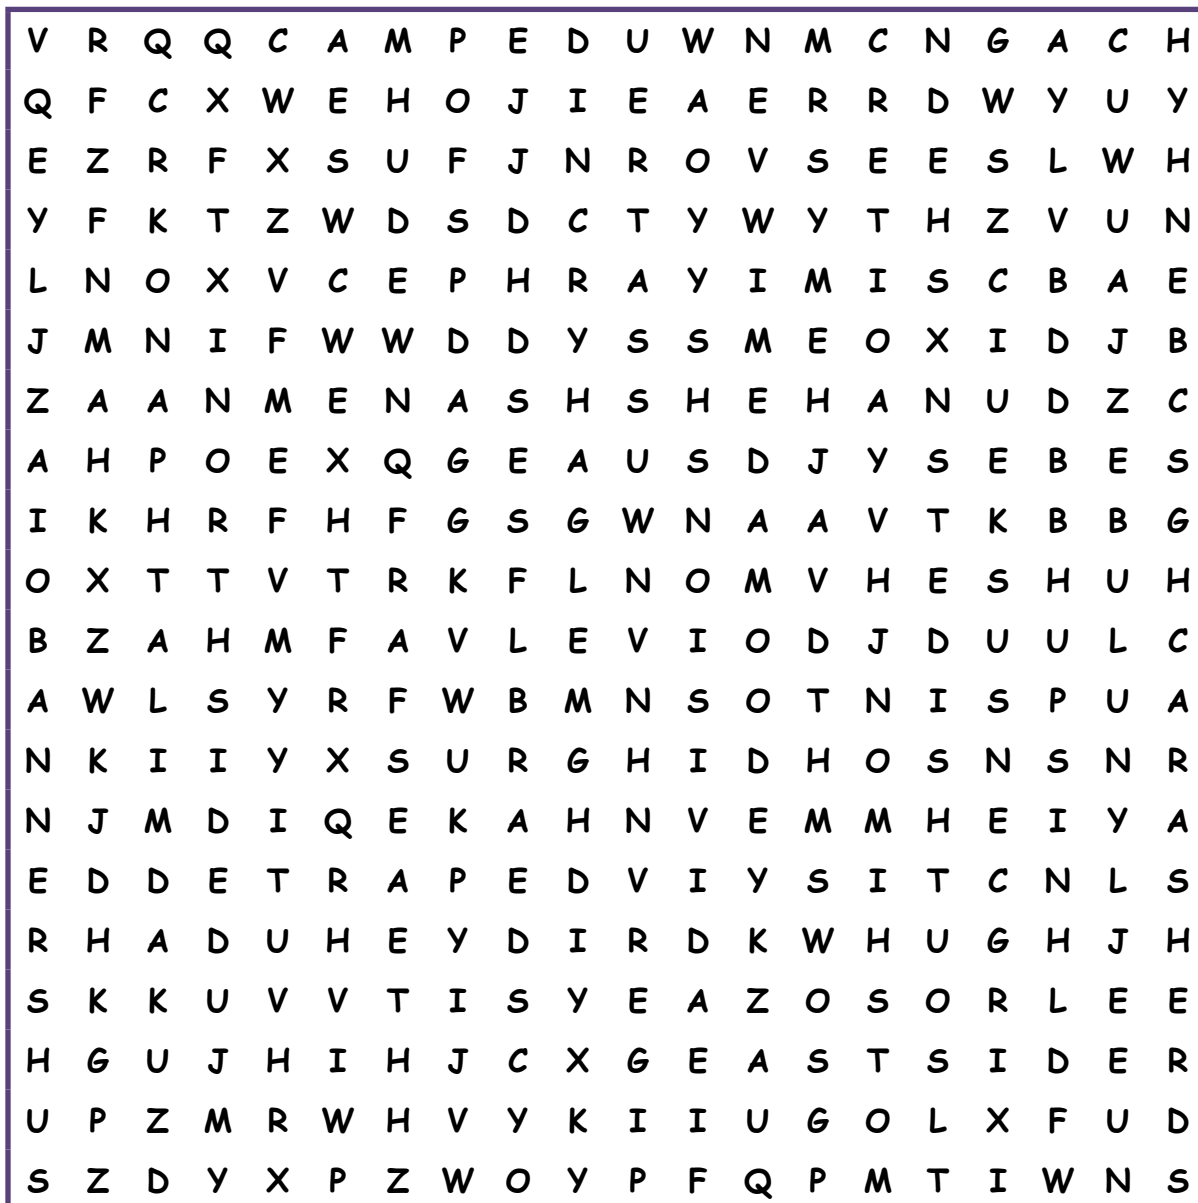 V R Q Q C A M P E D U W N M C N G A C H
Q F C X W E H O J I E A E R R D W Y U Y
E Z R F X S U F J N R O V S E E S L W H
Y F K T Z W D S D C T Y W Y T H Z V U N
L N O X V C E P H R A Y I M I S C B A E
J M N I F W W D D Y S S M E O X I D J B
Z A A N M E N A S H S H E H A N U D Z C
A H P O E X Q G E A U S D J Y S E B E S
I K H R F H F G S G W N A A V T K B B G
O X T T V T R K F L N O M V H E S H U H
B Z A H M F A V L E V I O D J D U U L C
A W L S Y R F W B M N S O T N I S P U A
N K I I Y X S U R G H I D H O S N S N R
N J M D I Q E K A H N V E M M H E I Y A
E D D E T R A P E D V I Y S I T C N L S
R H A D U H E Y D I R D K W H U G H J H
S K K U V V T I S Y E A Z O S O R L E E
H G U J H I H J C X G E A S T S I D E R
U P Z M R W H V Y K I I U G O L X F U D
S Z D Y X P Z W O Y P F Q P M T I W N S